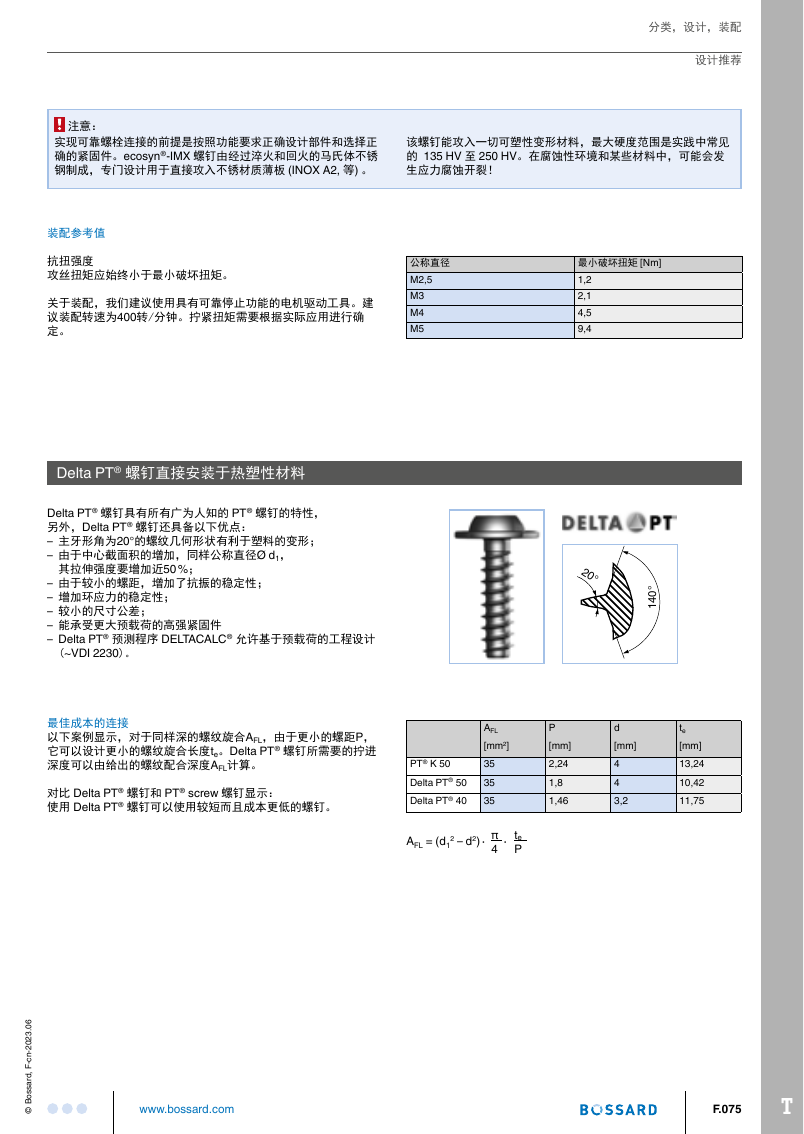 分类，设计，装配
设计推荐
! 注意：
实现可靠螺栓连接的前提是按照功能要求正确设计部件和选择正
确的紧固件。ecosyn®-IMX 螺钉由经过淬火和回火的马氏体不锈
钢制成，专门设计用于直接攻入不锈材质薄板 (INOX A2, 等) 。
该螺钉能攻入一切可塑性变形材料，最大硬度范围是实践中常见
的 135 HV 至 250 HV。在腐蚀性环境和某些材料中，可能会发
生应力腐蚀开裂！
装配参考值
抗扭强度
攻丝扭矩应始终小于最小破坏扭矩。
关于装配，我们建议使用具有可靠停止功能的电机驱动工具。建
议装配转速为400转/分钟。拧紧扭矩需要根据实际应用进行确
定。
公称直径 最小破坏扭矩 [Nm]
M2,5 1,2
M3 2,1
M4 4,5
M5 9,4
Delta PT® 螺钉直接安装于热塑性材料
Delta PT® 螺钉具有所有广为人知的 PT® 螺钉的特性，
另外，Delta PT® 螺钉还具备以下优点：
– 主牙形角为20°的螺纹几何形状有利于塑料的变形；
– 由于中心截面积的增加，同样公称直径Ø d₁，
其拉伸强度要增加近50%；
– 由于较小的螺距，增加了抗振的稳定性；
– 增加环应力的稳定性；
– 较小的尺寸公差；
– 能承受更大预载荷的高强紧固件
– Delta PT® 预测程序 DELTACALC® 允许基于预载荷的工程设计
（~VDI 2230）。
DELTA PT™
20°
140°
最佳成本的连接
以下案例显示，对于同样深的螺纹旋合AFL，由于更小的螺距P，
它可以设计更小的螺纹旋合长度te。Delta PT® 螺钉所需要的拧进
深度可以由给出的螺纹配合深度AFL计算。
对比 Delta PT® 螺钉和 PT® screw 螺钉显示：
使用 Delta PT® 螺钉可以使用较短而且成本更低的螺钉。
AFL P d te
[mm²] [mm] [mm] [mm]
PT® K 50 35 2,24 4 13,24
Delta PT® 50 35 1,8 4 10,42
Delta PT® 40 35 1,46 3,2 11,75
AFL = (d₁² – d²) · π/4 · te/P
© Bossard, F-cn-2023.06
www.bossard.com
BOSSARD
F.075
T